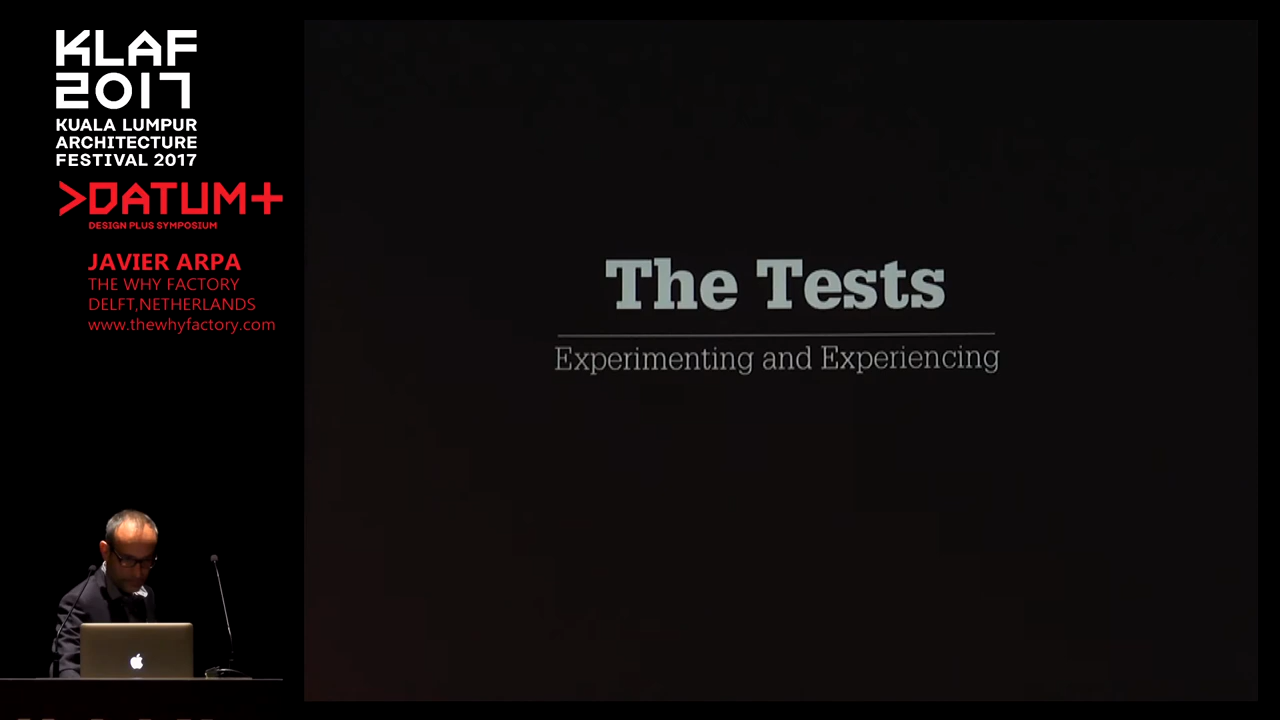 KLAF
2017
KUALA LUMPUR
ARCHITECTURE
FESTIVAL 2017
>DATUM+
DESIGN PLUS SYMPOSIUM
JAVIER ARPA
THE WHY FACTORY
DELFT,NETHERLANDS
www.thewhyfactory.com
The Tests
Experimenting and Experiencing